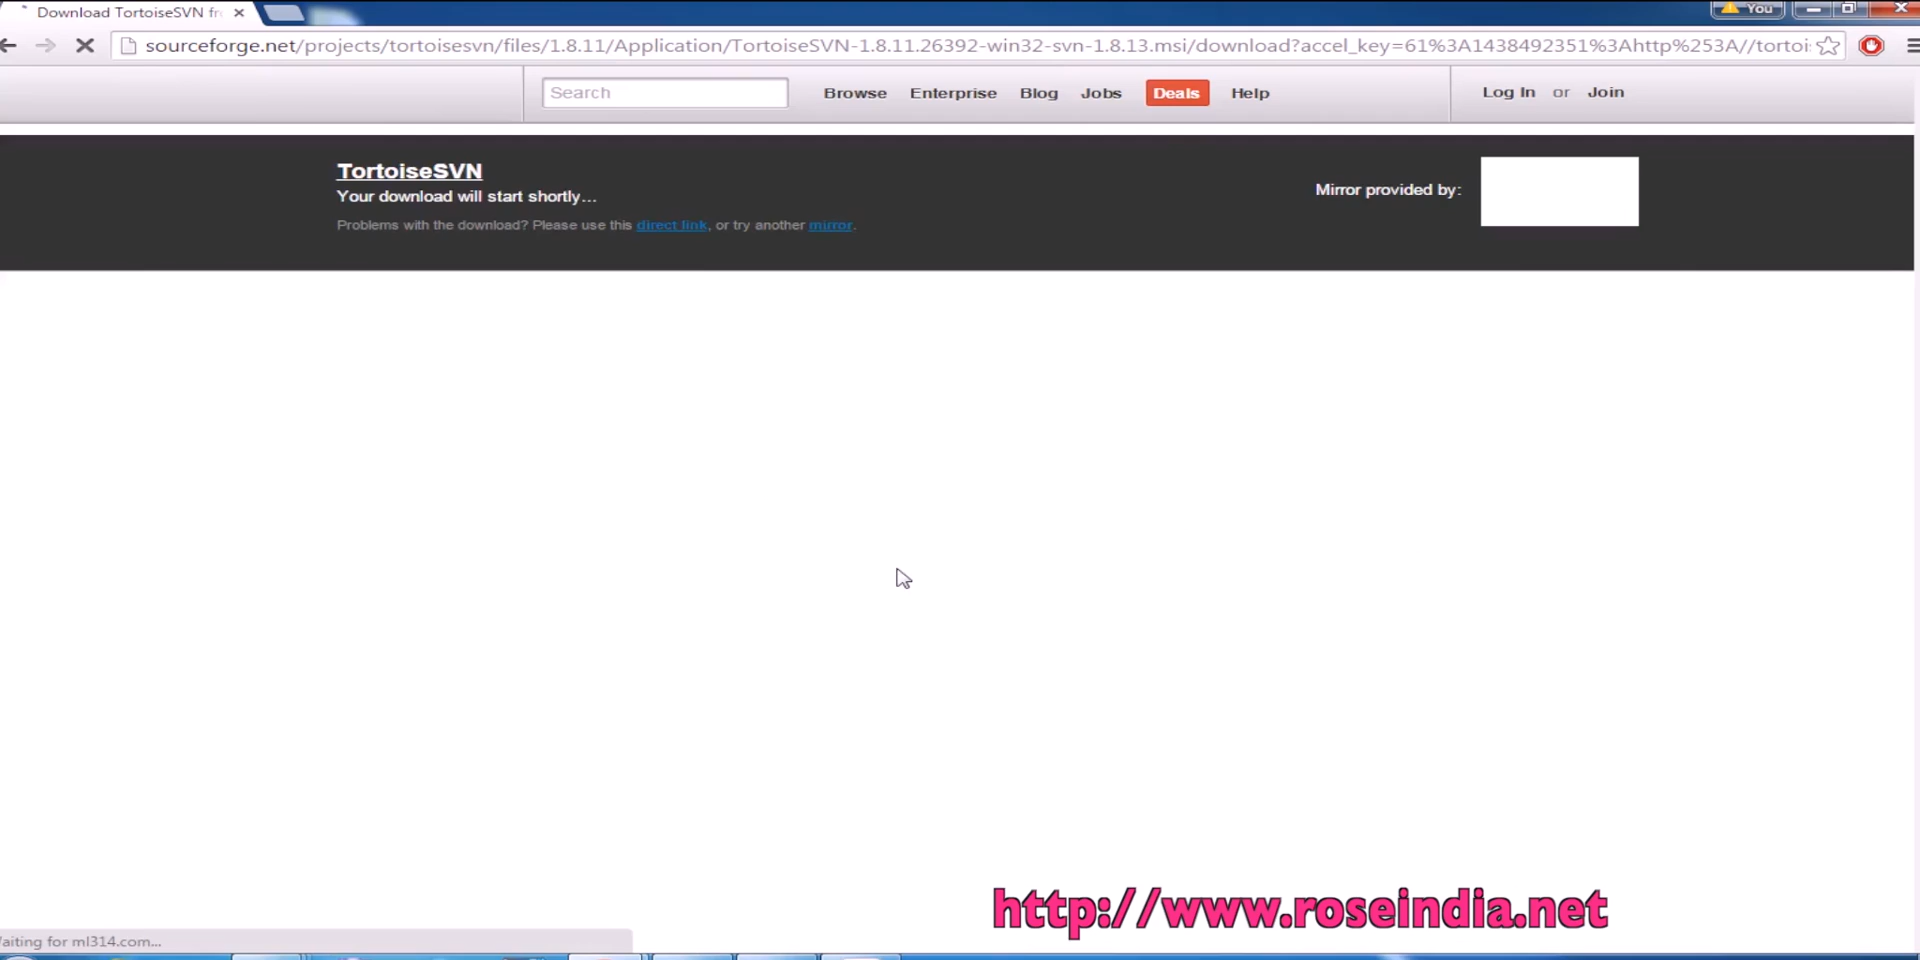 Download TortoiseSVN fr
You
sourceforge.net/projects/tortoisesvn/files/1.8.11/Application/TortoiseSVN-1.8.11.26392-win32-svn-1.8.13.msi/download?accel_key=61%3A1438492351%3Ahttp%253A//tortoi
Search Browse Enterprise Blog Jobs Deals Help Log In or Join
TortoiseSVN
Your download will start shortly...
Mirror provided by:
Problems with the download? Please use this direct link, or try another mirror.
http://www.roseindia.net
aiting for ml314.com...